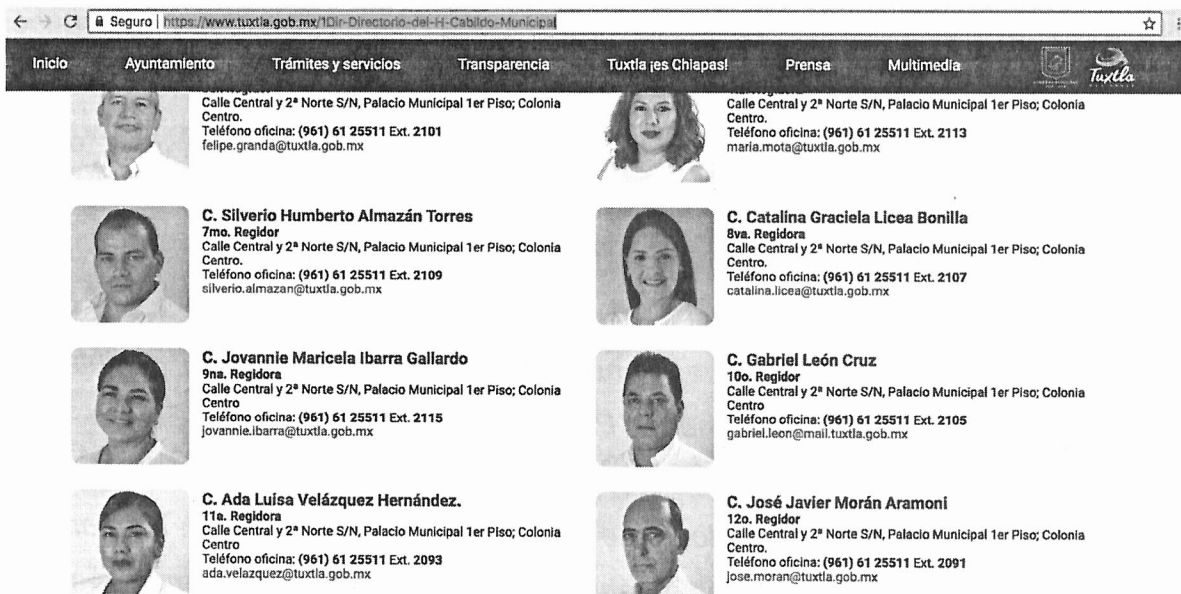 Seguro | https://www.tuxtla.gob.mx/1Dir-Directorio-del-H-Cabildo-Municipal
Inicio Ayuntamiento Trámites y servicios Transparencia Tuxtla ¡es Chiapas! Prensa Multimedia Tuxtla
Calle Central y 2ª Norte S/N, Palacio Municipal 1er Piso; Colonia
Centro.
Teléfono oficina: (961) 61 25511 Ext. 2101
felipe.granda@tuxtla.gob.mx
Calle Central y 2ª Norte S/N, Palacio Municipal 1er Piso; Colonia
Centro.
Teléfono oficina: (961) 61 25511 Ext. 2113
maria.mota@tuxtla.gob.mx
C. Silverio Humberto Almazán Torres
7mo. Regidor
Calle Central y 2ª Norte S/N, Palacio Municipal 1er Piso; Colonia
Centro.
Teléfono oficina: (961) 61 25511 Ext. 2109
silverio.almazan@tuxtla.gob.mx
C. Catalina Graciela Licea Bonilla
8va. Regidora
Calle Central y 2ª Norte S/N, Palacio Municipal 1er Piso; Colonia
Centro.
Teléfono oficina: (961) 61 25511 Ext. 2107
catalina.licea@tuxtla.gob.mx
C. Jovannie Maricela Ibarra Gallardo
9na. Regidora
Calle Central y 2ª Norte S/N, Palacio Municipal 1er Piso; Colonia
Centro
Teléfono oficina: (961) 61 25511 Ext. 2115
jovannie.ibarra@tuxtla.gob.mx
C. Gabriel León Cruz
10o. Regidor
Calle Central y 2ª Norte S/N, Palacio Municipal 1er Piso; Colonia
Centro
Teléfono oficina: (961) 61 25511 Ext. 2105
gabriel.leon@mail.tuxtla.gob.mx
C. Ada Luisa Velázquez Hernández.
11a. Regidora
Calle Central y 2ª Norte S/N, Palacio Municipal 1er Piso; Colonia
Centro
Teléfono oficina: (961) 61 25511 Ext. 2093
ada.velazquez@tuxtla.gob.mx
C. José Javier Morán Aramoni
12o. Regidor
Calle Central y 2ª Norte S/N, Palacio Municipal 1er Piso; Colonia
Centro.
Teléfono oficina: (961) 61 25511 Ext. 2091
jose.moran@tuxtla.gob.mx